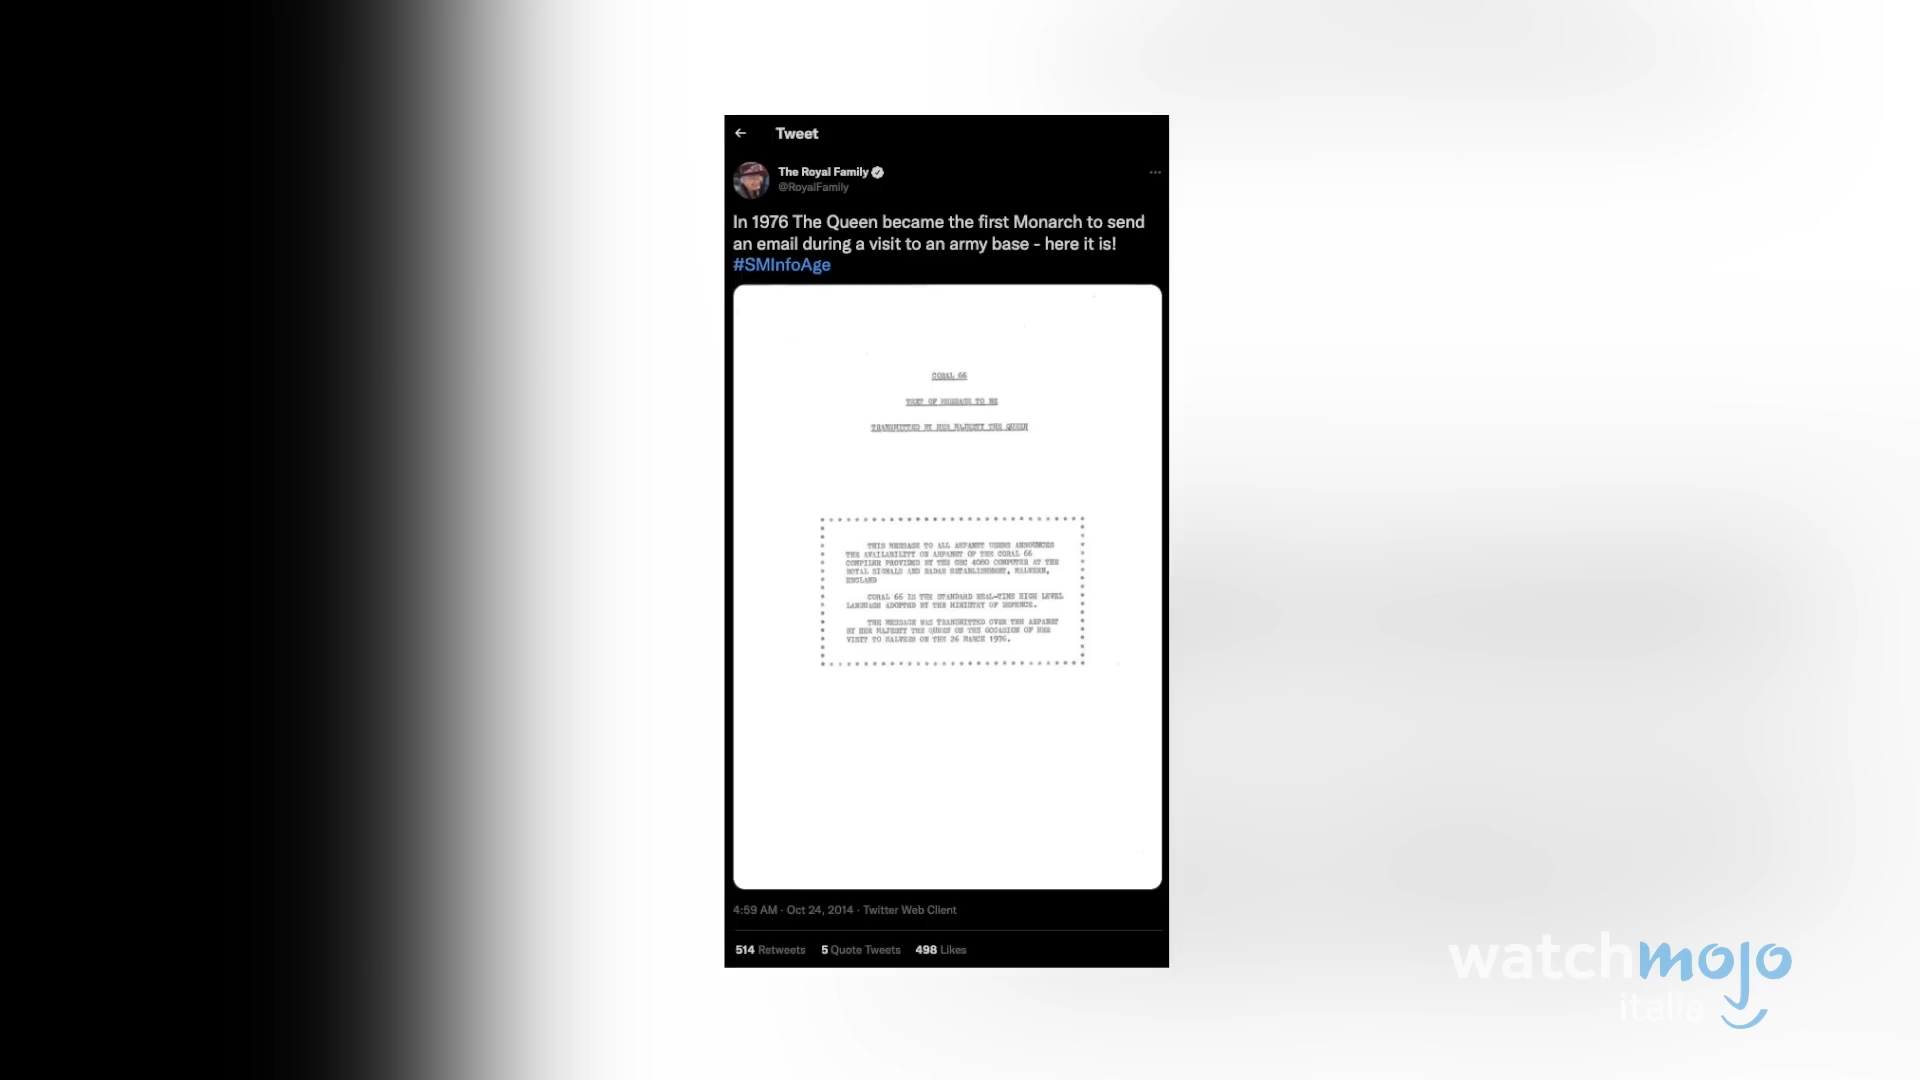 Tweet
The Royal Family
@RoyalFamily
In 1976 The Queen became the first Monarch to send
an email during a visit to an army base - here it is!
#SMInfoAge
CORAL 66
TEXT OF MESSAGE TO BE
TRANSMITTED BY HER MAJESTY THE QUEEN
THIS MESSAGE TO ALL ARPANET USERS ANNOUNCES
THE AVAILABILITY ON ARPANET OF THE CORAL 66
COMPILER PROVIDED BY THE GEC 4080 COMPUTER AT THE
ROYAL SIGNALS AND RADAR ESTABLISHMENT, MALVERN,
ENGLAND
CORAL 66 IS THE STANDARD REAL-TIME HIGH LEVEL
LANGUAGE ADOPTED BY THE MINISTRY OF DEFENCE.
THE MESSAGE WAS TRANSMITTED OVER THE ARPANET
BY HER MAJESTY THE QUEEN ON THE OCCASION OF HER
VISIT TO MALVERN ON THE 26 MARCH 1976.
4:59 AM · Oct 24, 2014 · Twitter Web Client
514 Retweets 5 Quote Tweets 498 Likes
watchmojo
italia